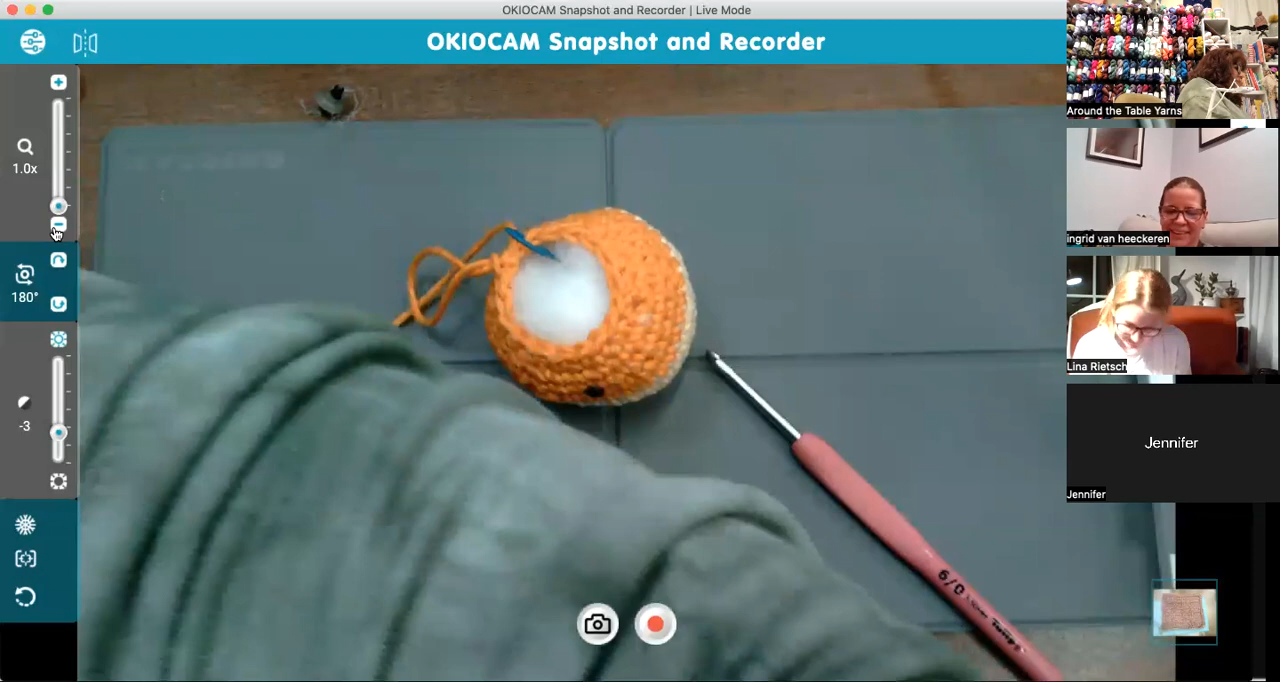 OKIOCAM Snapshot and Recorder | Live Mode
OKIOCAM Snapshot and Recorder
1.0x
180°
-3
Around the Table Yarns
ingrid van heeckeren
Lina Rietsch
Jennifer
Jennifer
6/0